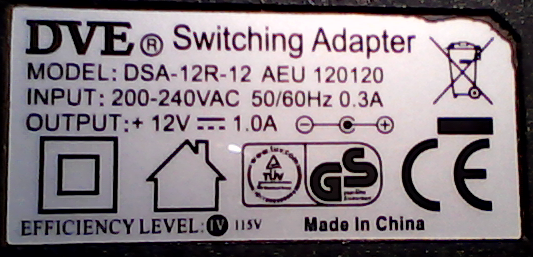 DVE® Switching Adapter
MODEL: DSA-12R-12 AEU 120120
INPUT: 200-240VAC 50/60Hz 0.3A
OUTPUT:+ 12V 1.0A
TÜV GS CE
EFFICIENCY LEVEL: IV 115V Made In China